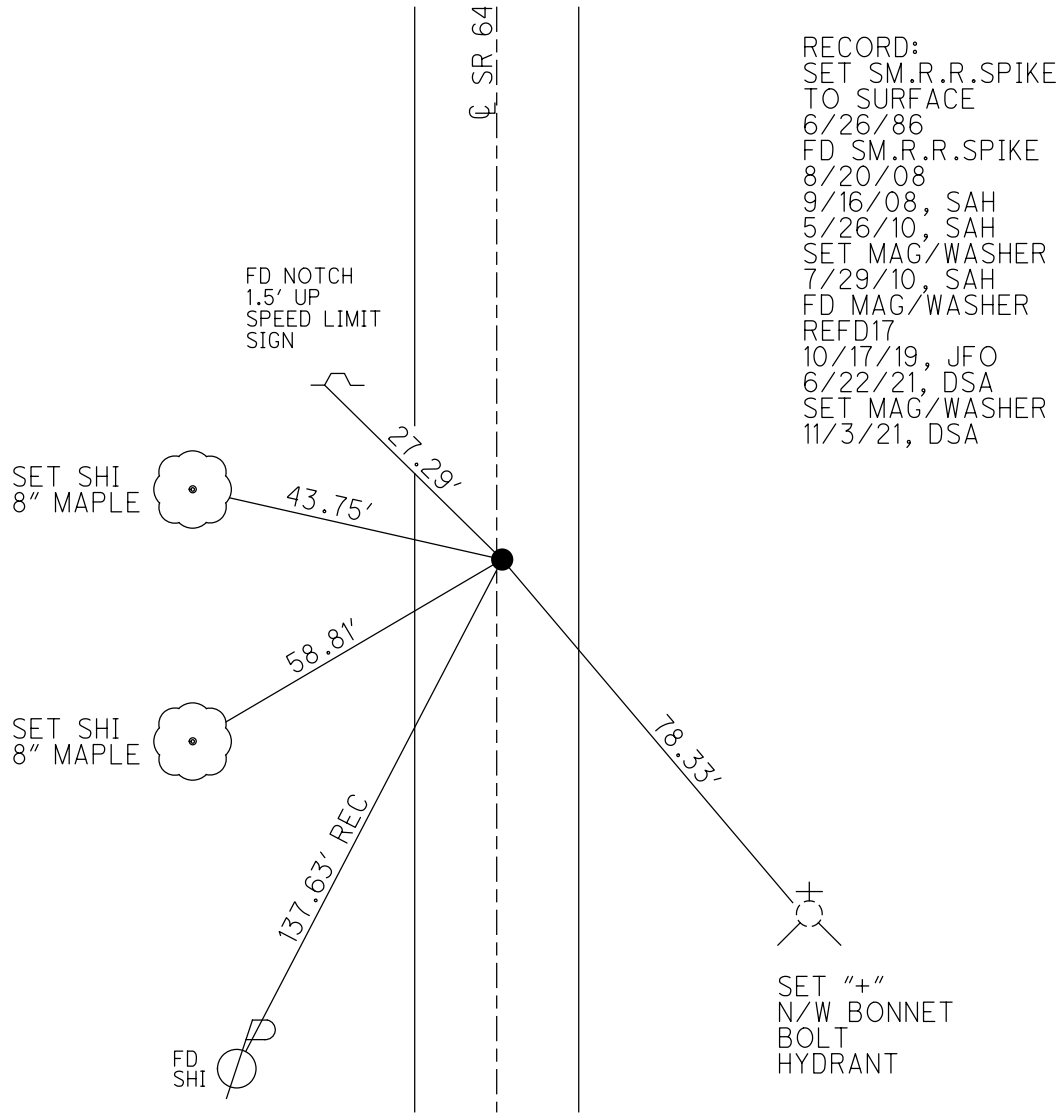 ℄ SR 64
RECORD:
SET SM.R.R.SPIKE
TO SURFACE
6/26/86
FD SM.R.R.SPIKE
8/20/08
9/16/08, SAH
5/26/10, SAH
SET MAG/WASHER
7/29/10, SAH
FD MAG/WASHER
REFD17
10/17/19, JFO
6/22/21, DSA
SET MAG/WASHER
11/3/21, DSA
FD NOTCH
1.5' UP
SPEED LIMIT
SIGN
27.29'
SET SHI
8" MAPLE
43.75'
58.81'
SET SHI
8" MAPLE
78.33'
137.63' REC
SET "+"
N/W BONNET
BOLT
HYDRANT
P
FD
SHI